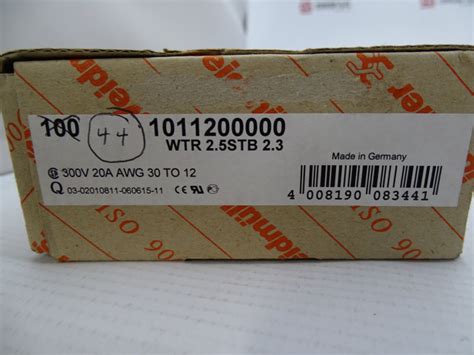 100 44 1011200000
WTR 2.5STB 2.3
Made in Germany
300V 20A AWG 30 TO 12
Q 03-02010811-060615-11 CE
4 008190 083441